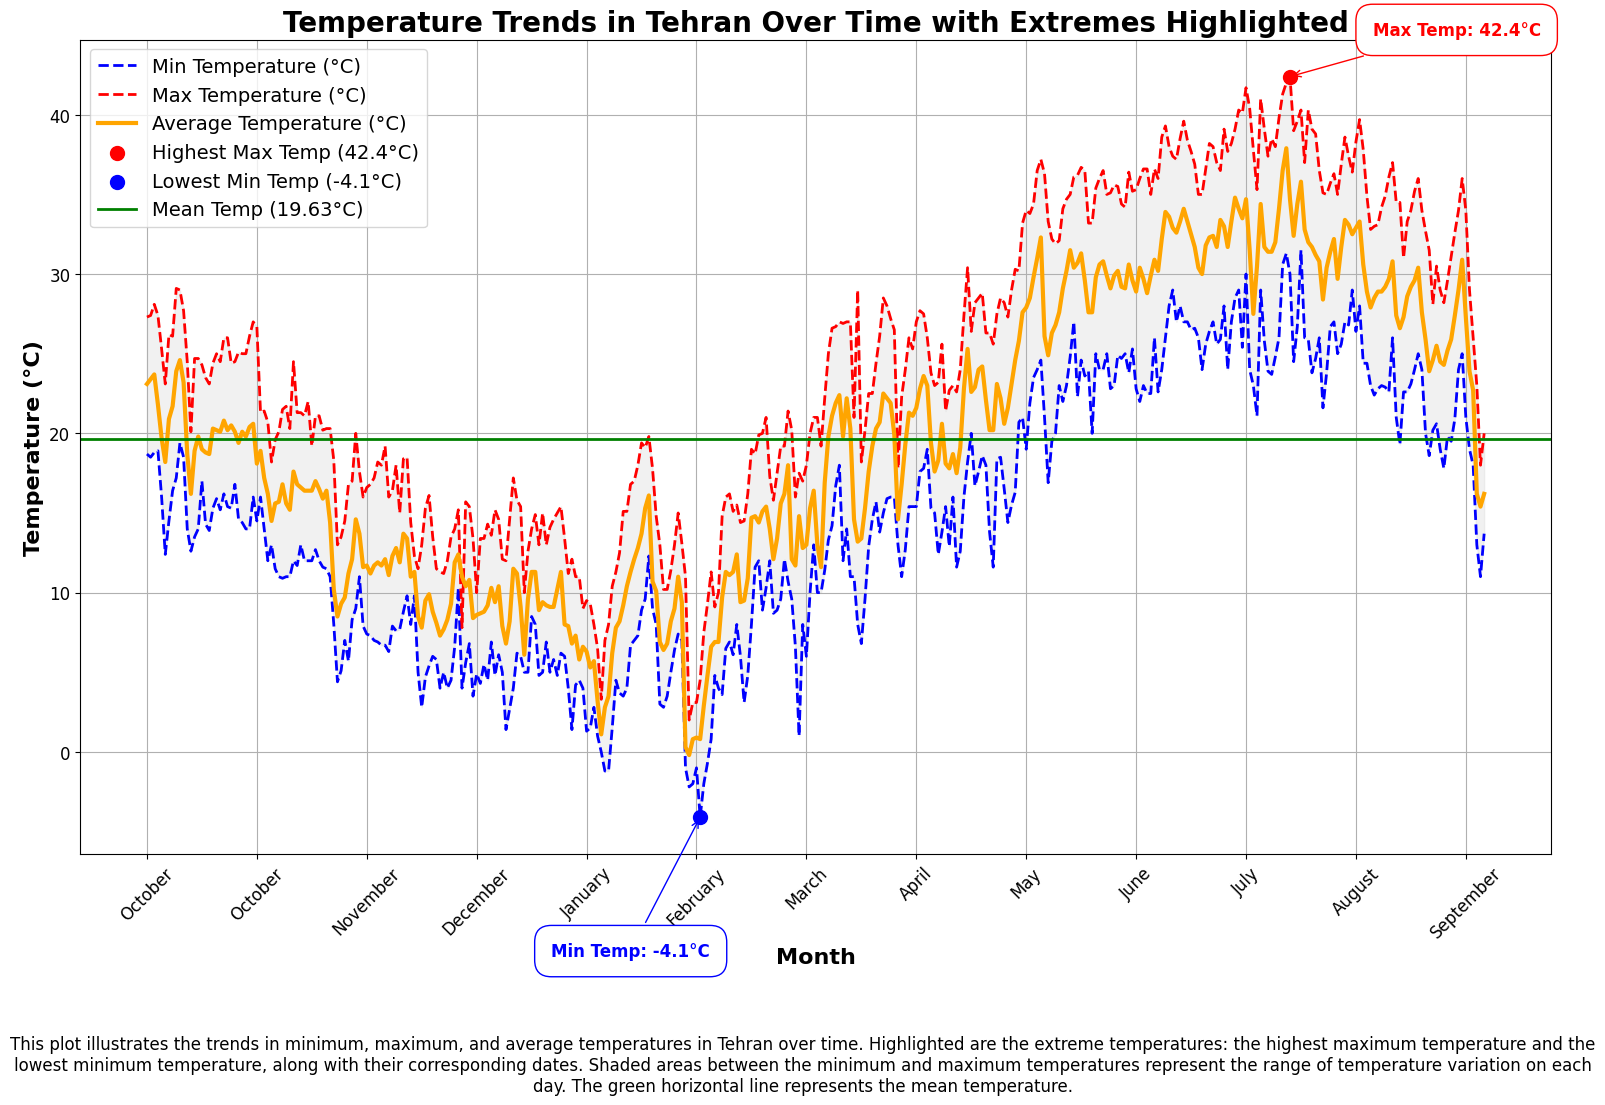 Temperature Trends in Tehran Over Time with Extremes Highlighted
Max Temp: 42.4°C
Min Temperature (°C)
Max Temperature (°C)
Average Temperature (°C)
Highest Max Temp (42.4°C)
Lowest Min Temp (-4.1°C)
Mean Temp (19.63°C)
Temperature (°C)
40
30
20
10
0
October
October
November
December
January
February
March
April
May
June
July
August
September
Min Temp: -4.1°C
Month
This plot illustrates the trends in minimum, maximum, and average temperatures in Tehran over time. Highlighted are the extreme temperatures: the highest maximum temperature and the
lowest minimum temperature, along with their corresponding dates. Shaded areas between the minimum and maximum temperatures represent the range of temperature variation on each
day. The green horizontal line represents the mean temperature.